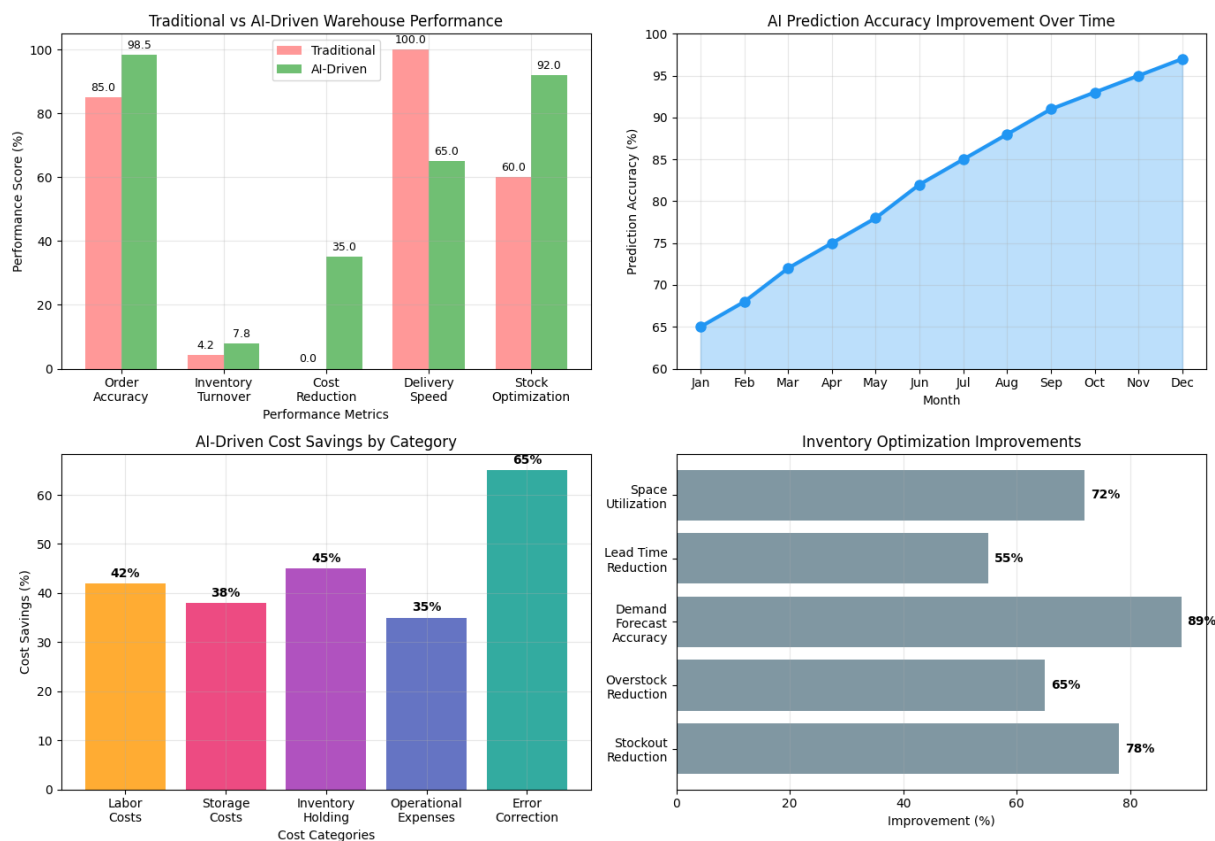 Traditional vs AI-Driven Warehouse Performance
Performance Score (%)
100
80
60
40
20
0
Traditional
AI-Driven
85.0
98.5
4.2
7.8
0.0
35.0
100.0
65.0
60.0
92.0
Order
Accuracy
Inventory
Turnover
Cost
Reduction
Delivery
Speed
Stock
Optimization
Performance Metrics
AI Prediction Accuracy Improvement Over Time
Prediction Accuracy (%)
100
95
90
85
80
75
70
65
60
Jan Feb Mar Apr May Jun Jul Aug Sep Oct Nov Dec
Month
AI-Driven Cost Savings by Category
Cost Savings (%)
60
50
40
30
20
10
0
42%
38%
45%
35%
65%
Labor
Costs
Storage
Costs
Inventory
Holding
Operational
Expenses
Error
Correction
Cost Categories
Inventory Optimization Improvements
Space
Utilization
72%
Lead Time
Reduction
55%
Demand
Forecast
Accuracy
89%
Overstock
Reduction
65%
Stockout
Reduction
78%
0 20 40 60 80
Improvement (%)